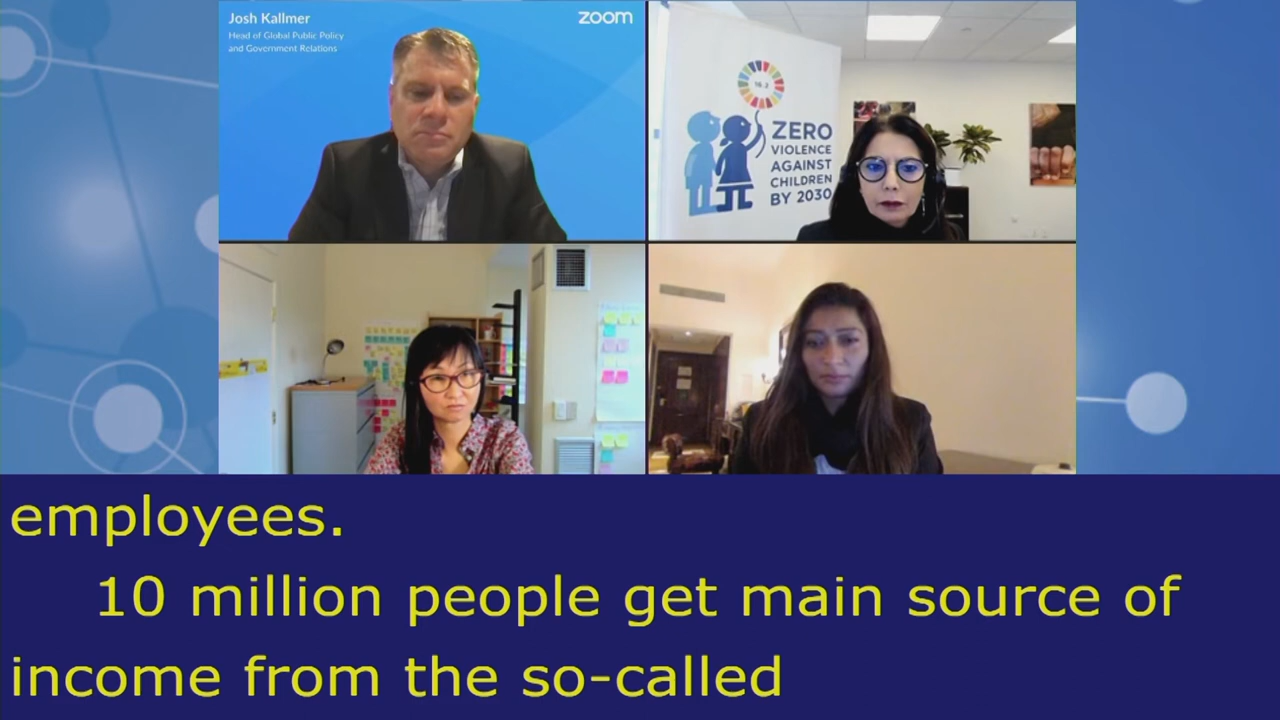 Josh Kallmer
Head of Global Public Policy
and Government Relations
zoom
16.2
ZERO
VIOLENCE
AGAINST
CHILDREN
BY 2030
employees.
10 million people get main source of
income from the so-called